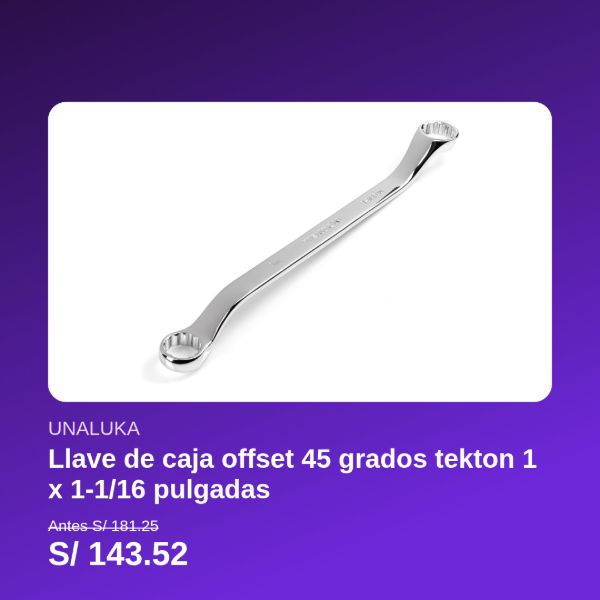 UNALUKA
Llave de caja offset 45 grados tekton 1
x 1-1/16 pulgadas
Antes S/ 181.25
S/ 143.52